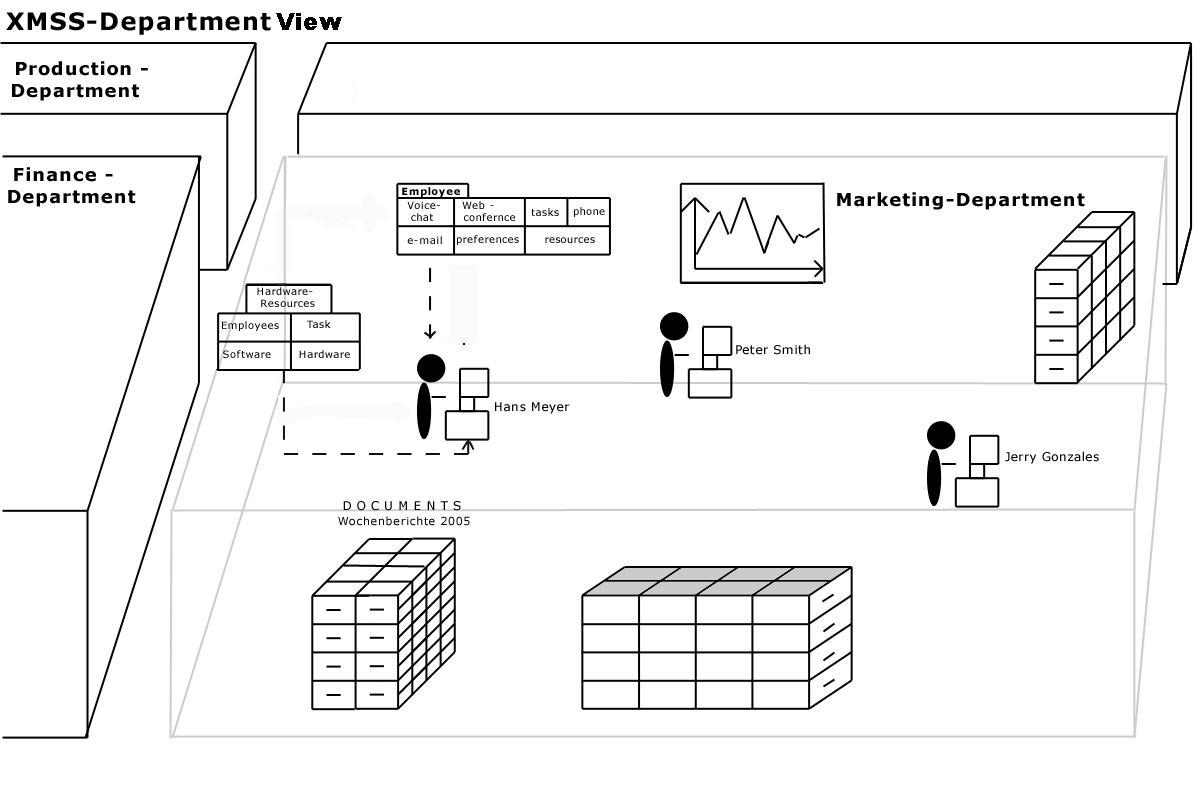 XMSS-Department View
Production -
Department
Finance -
Department
Employee
Voice-
chat
Web -
confernce
tasks
phone
e-mail
preferences
resources
Marketing-Department
Hardware-
Resources
Employees
Task
Software
Hardware
Peter Smith
Hans Meyer
Jerry Gonzales
DOCUMENTS
Wochenberichte 2005